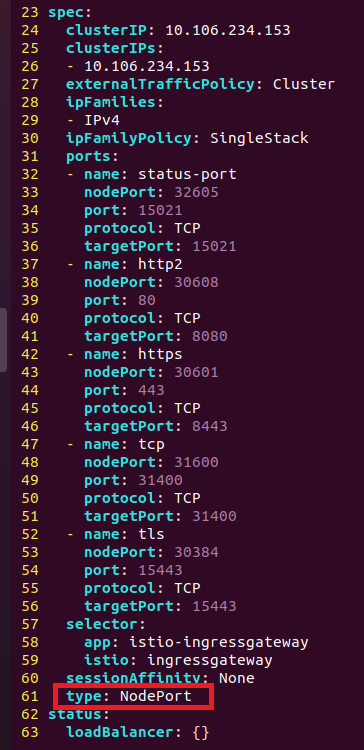 23 spec:
24   clusterIP: 10.106.234.153
25   clusterIPs:
26   - 10.106.234.153
27   externalTrafficPolicy: Cluster
28   ipFamilies:
29   - IPv4
30   ipFamilyPolicy: SingleStack
31   ports:
32   - name: status-port
33     nodePort: 32605
34     port: 15021
35     protocol: TCP
36     targetPort: 15021
37   - name: http2
38     nodePort: 30608
39     port: 80
40     protocol: TCP
41     targetPort: 8080
42   - name: https
43     nodePort: 30601
44     port: 443
45     protocol: TCP
46     targetPort: 8443
47   - name: tcp
48     nodePort: 31600
49     port: 31400
50     protocol: TCP
51     targetPort: 31400
52   - name: tls
53     nodePort: 30384
54     port: 15443
55     protocol: TCP
56     targetPort: 15443
57   selector:
58     app: istio-ingressgateway
59     istio: ingressgateway
60   sessionAffinity: None
61   type: NodePort
62 status:
63   loadBalancer: {}